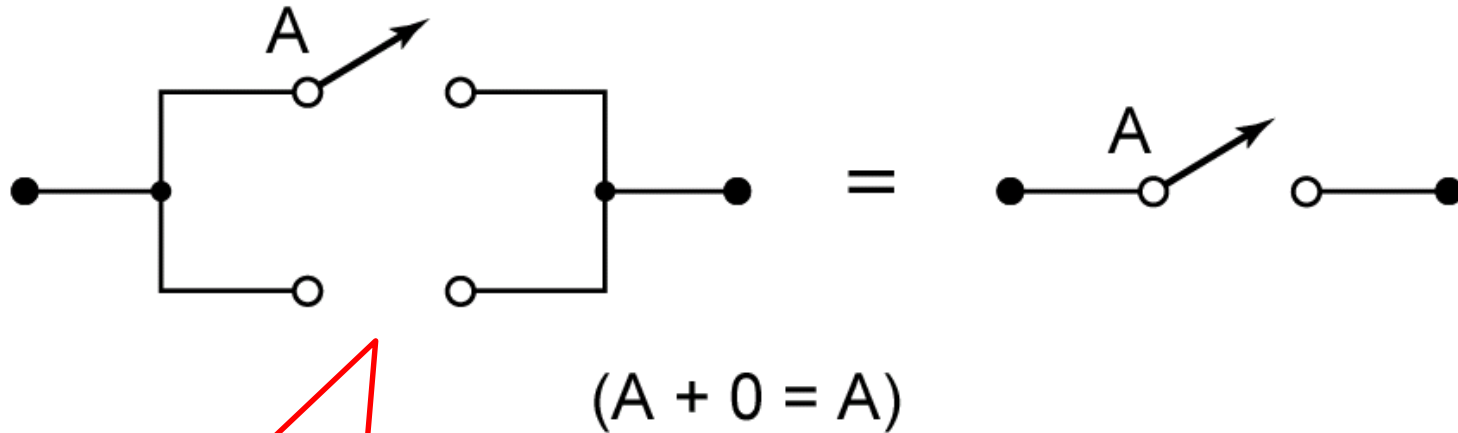 A
A
=
(A + 0 = A)